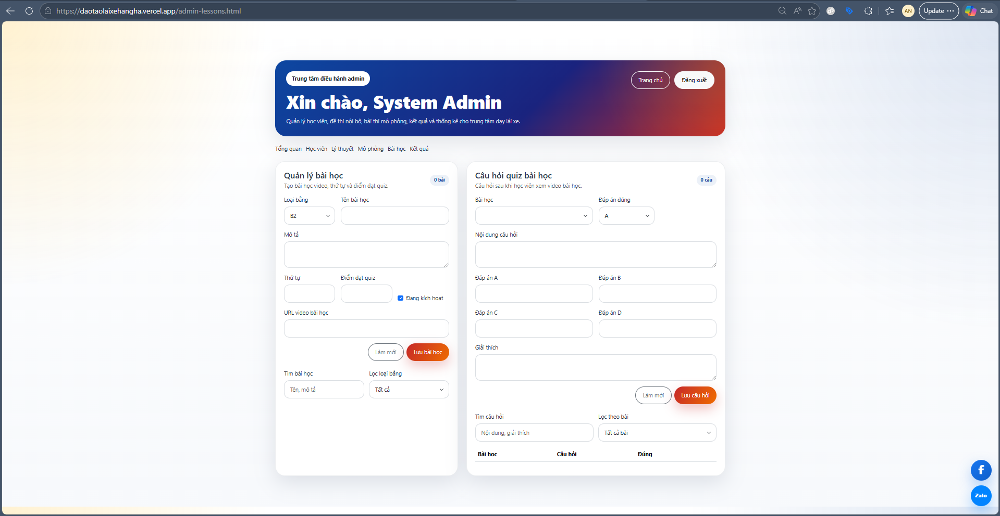 https://daotaolaixehangha.vercel.app/admin-lessons.html
AN
Update
Chat
Trung tâm điều hành admin
Trang chủ
Đăng xuất
Xin chào, System Admin
Quản lý học viên, đề thi nội bộ, bài thi mô phỏng, kết quả và thống kê cho trung tâm dạy lái xe.
Tổng quan Học viên Lý thuyết Mô phỏng Bài học Kết quả
Quản lý bài học
Tạo bài học video, thứ tự và điểm đạt quiz.
0 bài
Loại bằng
Tên bài học
B2
Mô tả
Thứ tự
Điểm đạt quiz
Đang kích hoạt
URL video bài học
Làm mới
Lưu bài học
Tìm bài học
Lọc loại bằng
Tên, mô tả
Tất cả
Câu hỏi quiz bài học
Câu hỏi sau khi học viên xem video bài học.
0 câu
Bài học
Đáp án đúng
A
Nội dung câu hỏi
Đáp án A
Đáp án B
Đáp án C
Đáp án D
Giải thích
Làm mới
Lưu câu hỏi
Tìm câu hỏi
Lọc theo bài
Nội dung, giải thích
Tất cả bài
Bài học
Câu hỏi
Đúng
Zalo